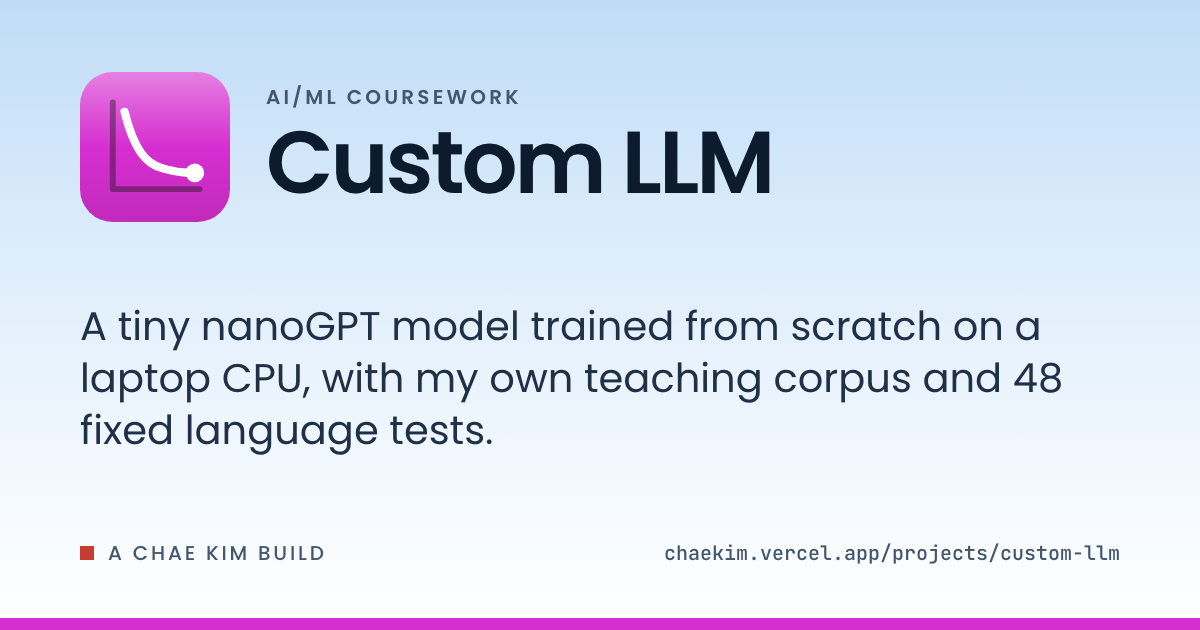 AI/ML COURSEWORK
Custom LLM
A tiny nanoGPT model trained from scratch on a
laptop CPU, with my own teaching corpus and 48
fixed language tests.
A CHAE KIM BUILD
chaekim.vercel.app/projects/custom-llm